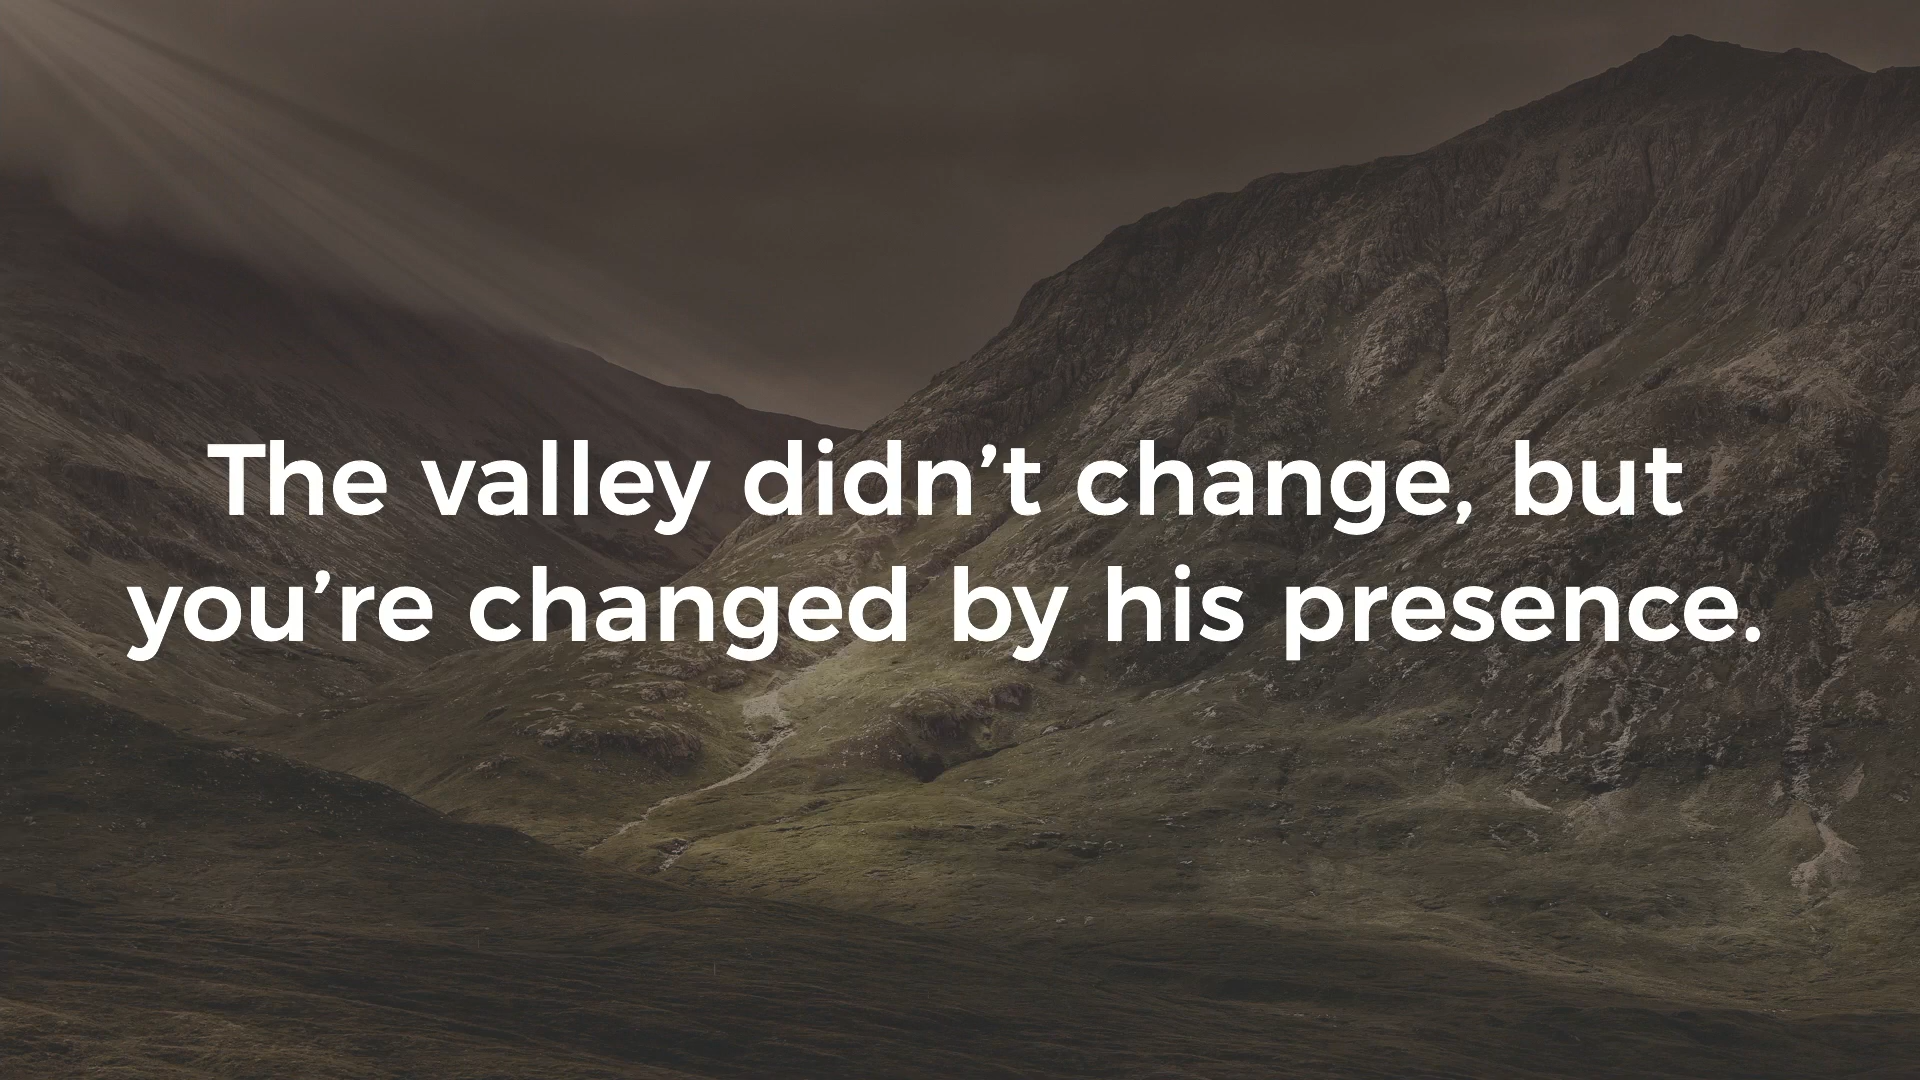 The valley didn’t change, but
you’re changed by his presence.